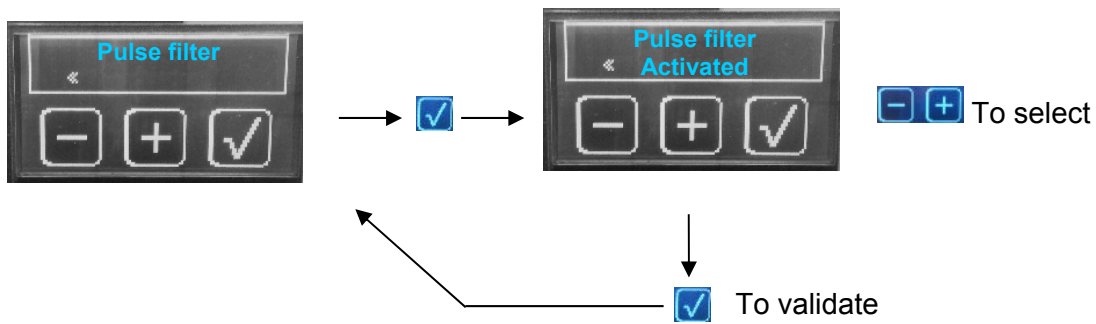 Pulse filter
«
- + √
√
Pulse filter
« Activated
- + √
- + To select
√ To validate